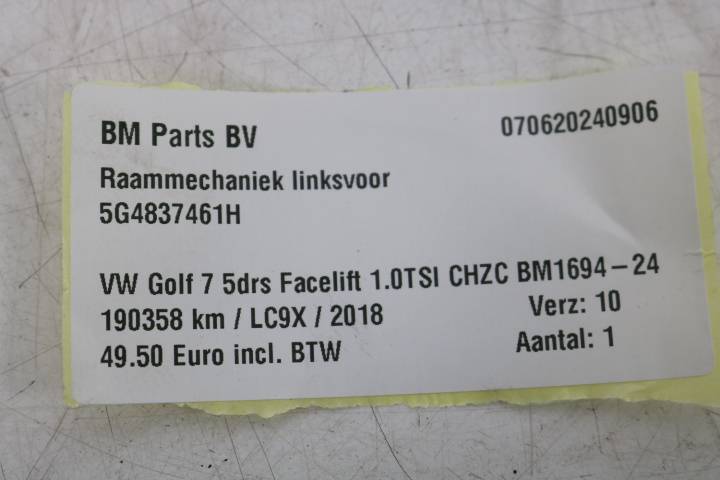 BM Parts BV 070620240906
Raammechaniek linksvoor
5G4837461H
VW Golf 7 5drs Facelift 1.0TSI CHZC BM1694-24
190358 km / LC9X / 2018 Verz: 10
49.50 Euro incl. BTW Aantal: 1